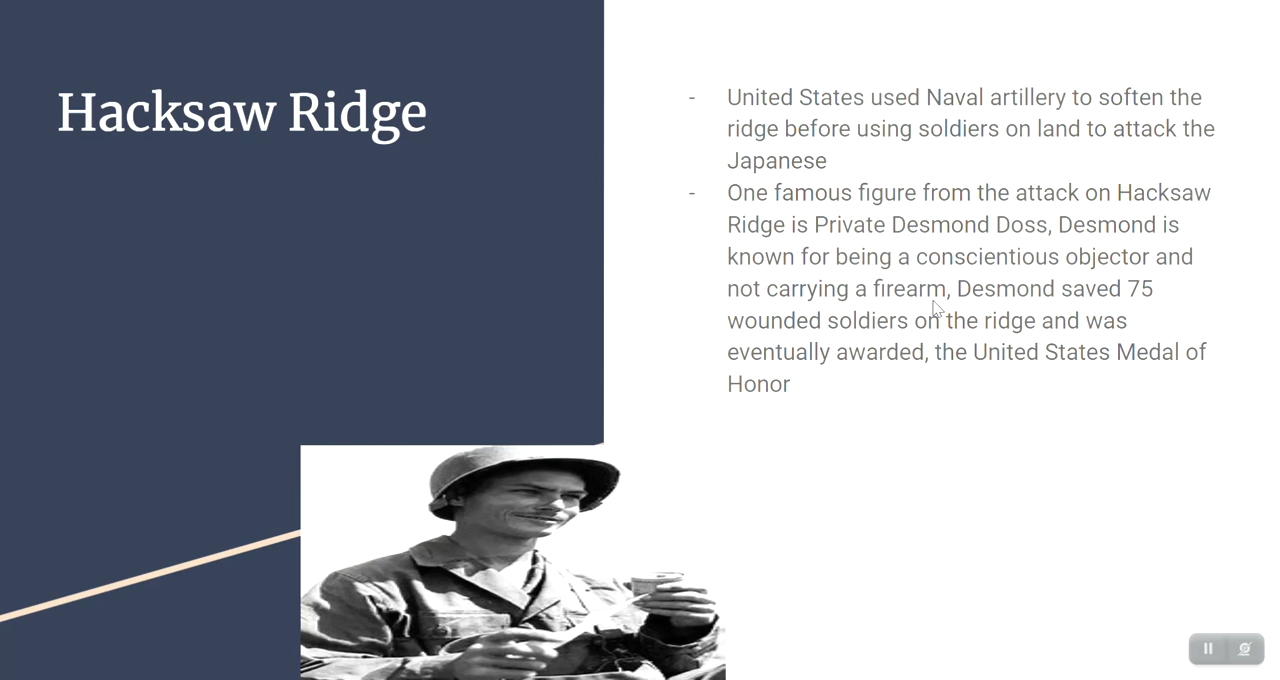 Hacksaw Ridge
- United States used Naval artillery to soften the
ridge before using soldiers on land to attack the
Japanese
- One famous figure from the attack on Hacksaw
Ridge is Private Desmond Doss, Desmond is
known for being a conscientious objector and
not carrying a firearm, Desmond saved 75
wounded soldiers on the ridge and was
eventually awarded, the United States Medal of
Honor